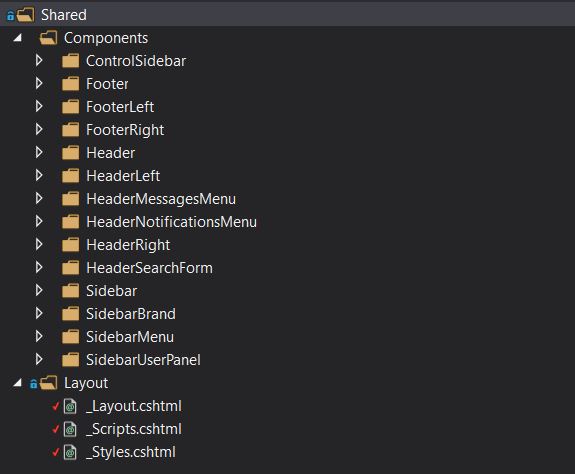 Shared
Components
ControlSidebar
Footer
FooterLeft
FooterRight
Header
HeaderLeft
HeaderMessagesMenu
HeaderNotificationsMenu
HeaderRight
HeaderSearchForm
Sidebar
SidebarBrand
SidebarMenu
SidebarUserPanel
Layout
_Layout.cshtml
_Scripts.cshtml
_Styles.cshtml